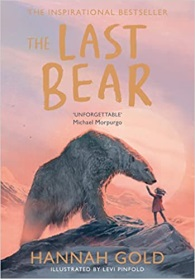 THE INSPIRATIONAL BESTSELLER
THE
LAST
BEAR
'UNFORGETTABLE'
Michael Morpurgo
HANNAH GOLD
ILLUSTRATED BY LEVI PINFOLD